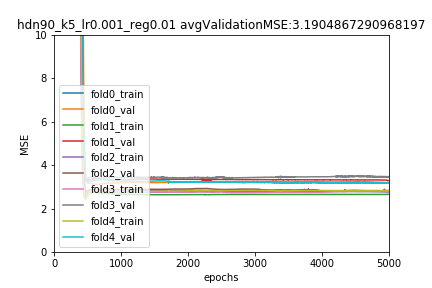 hdn90_k5_lr0.001_reg0.01 avgValidationMSE:3.1904867290968197
10
8
6
4
2
0
MSE
fold0_train
fold0_val
fold1_train
fold1_val
fold2_train
fold2_val
fold3_train
fold3_val
fold4_train
fold4_val
0 1000 2000 3000 4000 5000
epochs